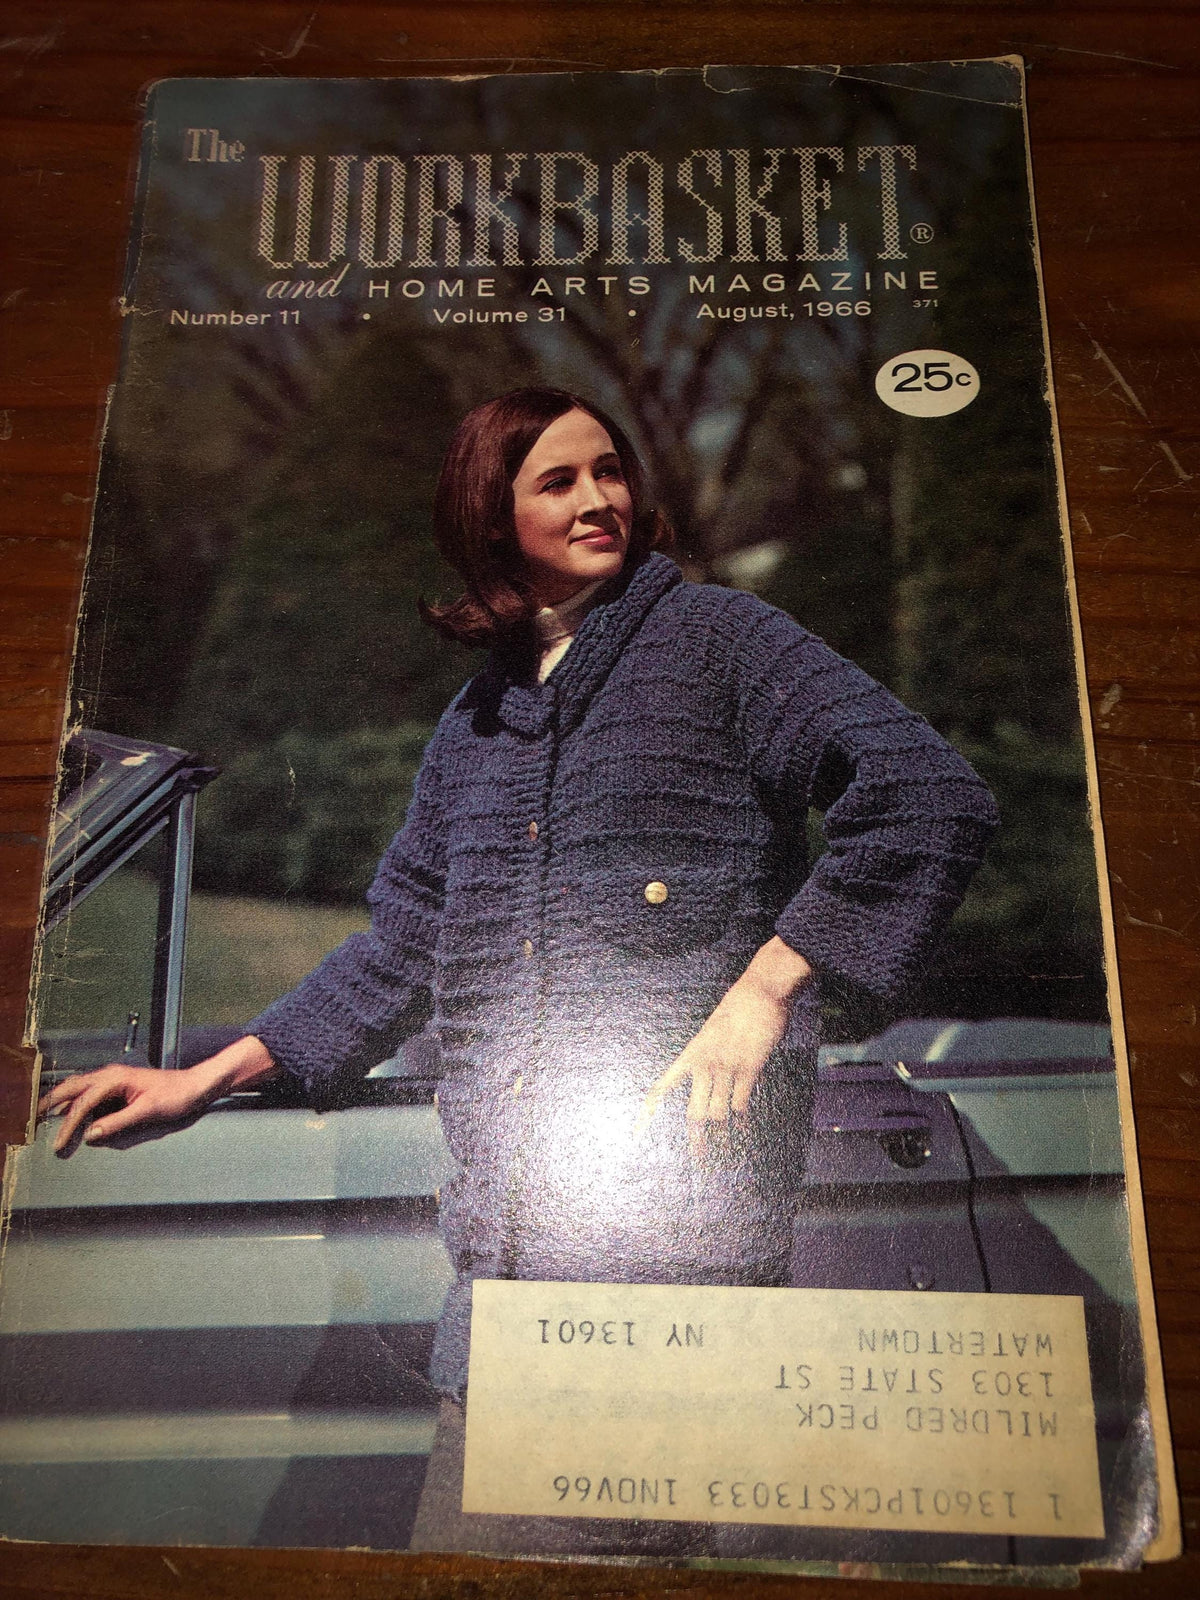 The
WORKBASKET®
and HOME ARTS MAGAZINE
Number 11 • Volume 31 • August, 1966 371
25c
1 13601PCKST3033 1NOV66
MILDRED PECK
1303 STATE ST
WATERTOWN NY 13601